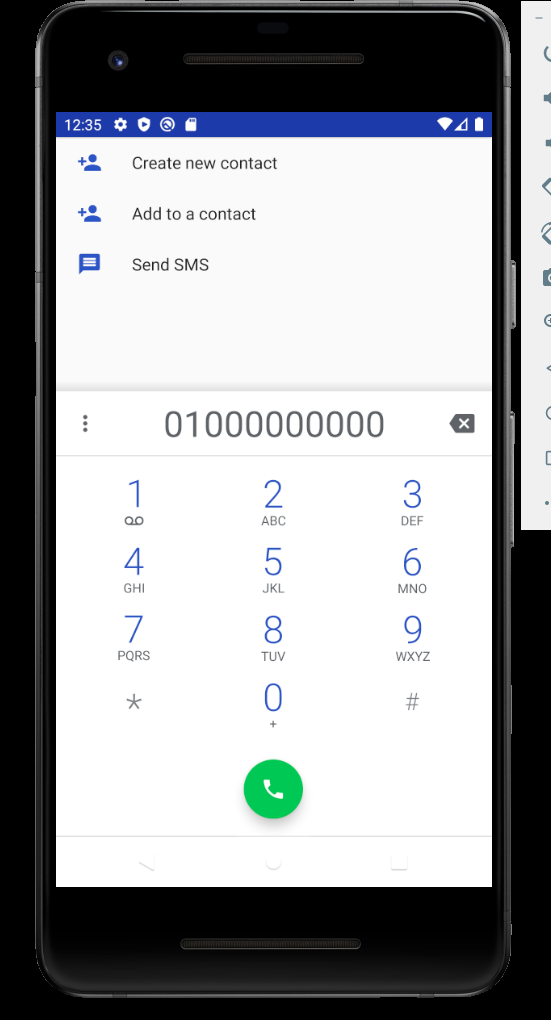 12:35
Create new contact
Add to a contact
Send SMS
01000000000
1 2 3
ABC DEF
4 5 6
GHI JKL MNO
7 8 9
PQRS TUV WXYZ
* 0 #
+